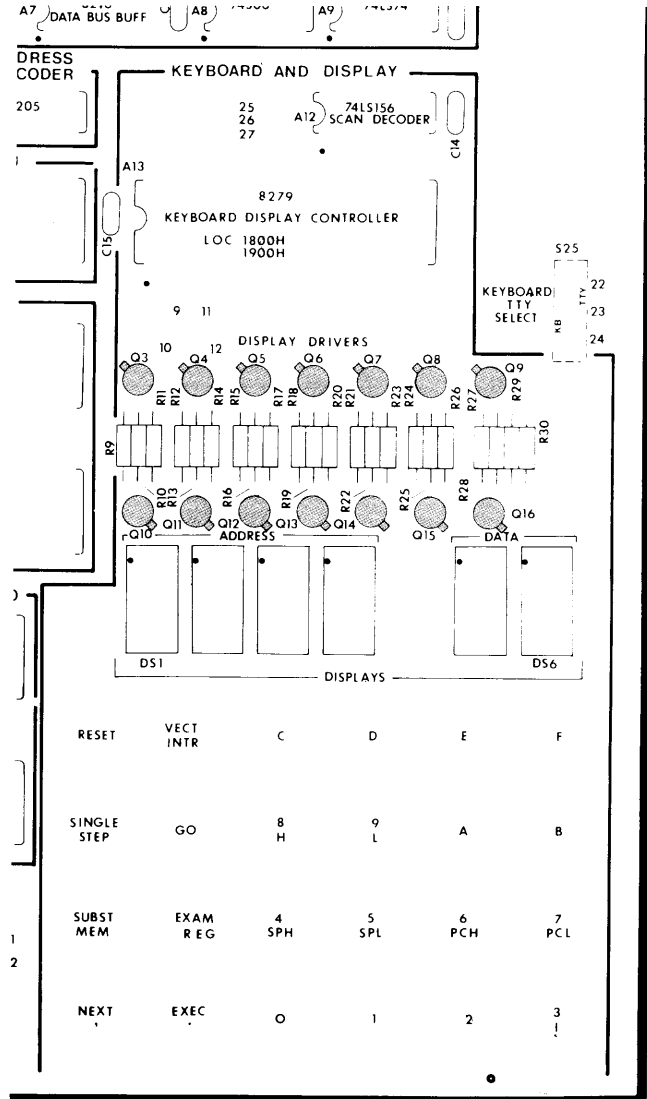 A7
DATA BUS BUFF
A8
A9
74LS74
DRESS
CODER
205
KEYBOARD AND DISPLAY
25
26
27
A12
74LS156
SCAN DECODER
C14
A13
8279
KEYBOARD DISPLAY CONTROLLER
LOC 1800H
1900H
C15
S25
KEYBOARD
TTY
SELECT
KB
TTY
22
23
24
9 11
10 12
DISPLAY DRIVERS
Q3 Q4 Q5 Q6 Q7 Q8 Q9
R11 R12 R14 R15 R17 R18 R20 R21 R23 R24 R26 R27 R29
R9
R30
R10 R13 R16 R19 R22 R25 R28
Q10 Q11 Q12 Q13 Q14 Q15 Q16
ADDRESS
DATA
DS1
DS6
DISPLAYS
RESET
VECT
INTR
C
D
E
F
SINGLE
STEP
GO
8
H
9
L
A
B
SUBST
MEM
EXAM
REG
4
SPH
5
SPL
6
PCH
7
PCL
1
2
NEXT
,
EXEC
.
0
1
2
3
I